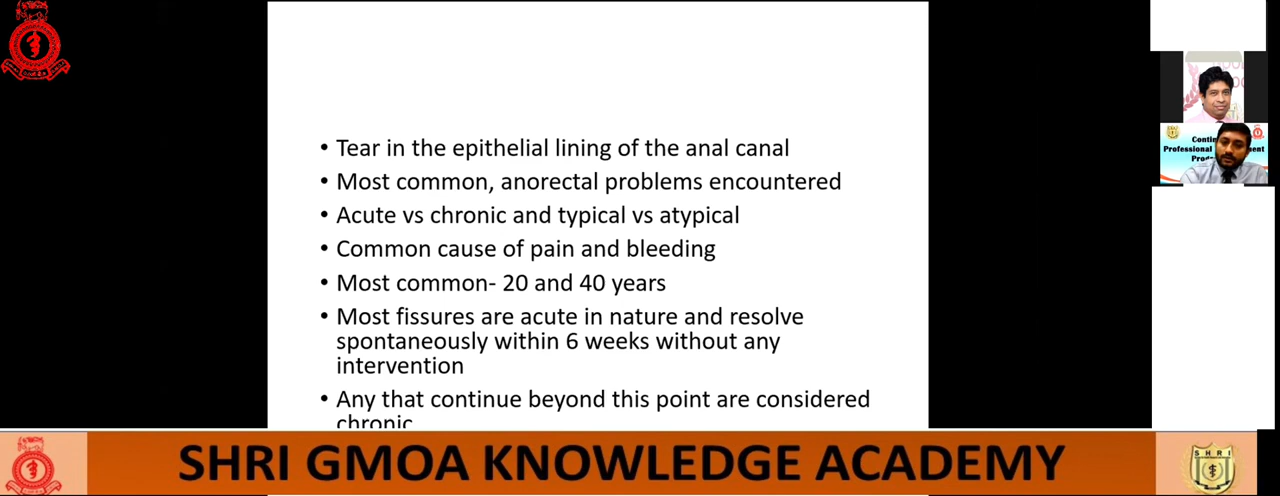 • Tear in the epithelial lining of the anal canal
• Most common, anorectal problems encountered
• Acute vs chronic and typical vs atypical
• Common cause of pain and bleeding
• Most common- 20 and 40 years
• Most fissures are acute in nature and resolve
spontaneously within 6 weeks without any
intervention
• Any that continue beyond this point are considered
chronic
SHRI GMOA KNOWLEDGE ACADEMY
SHRI